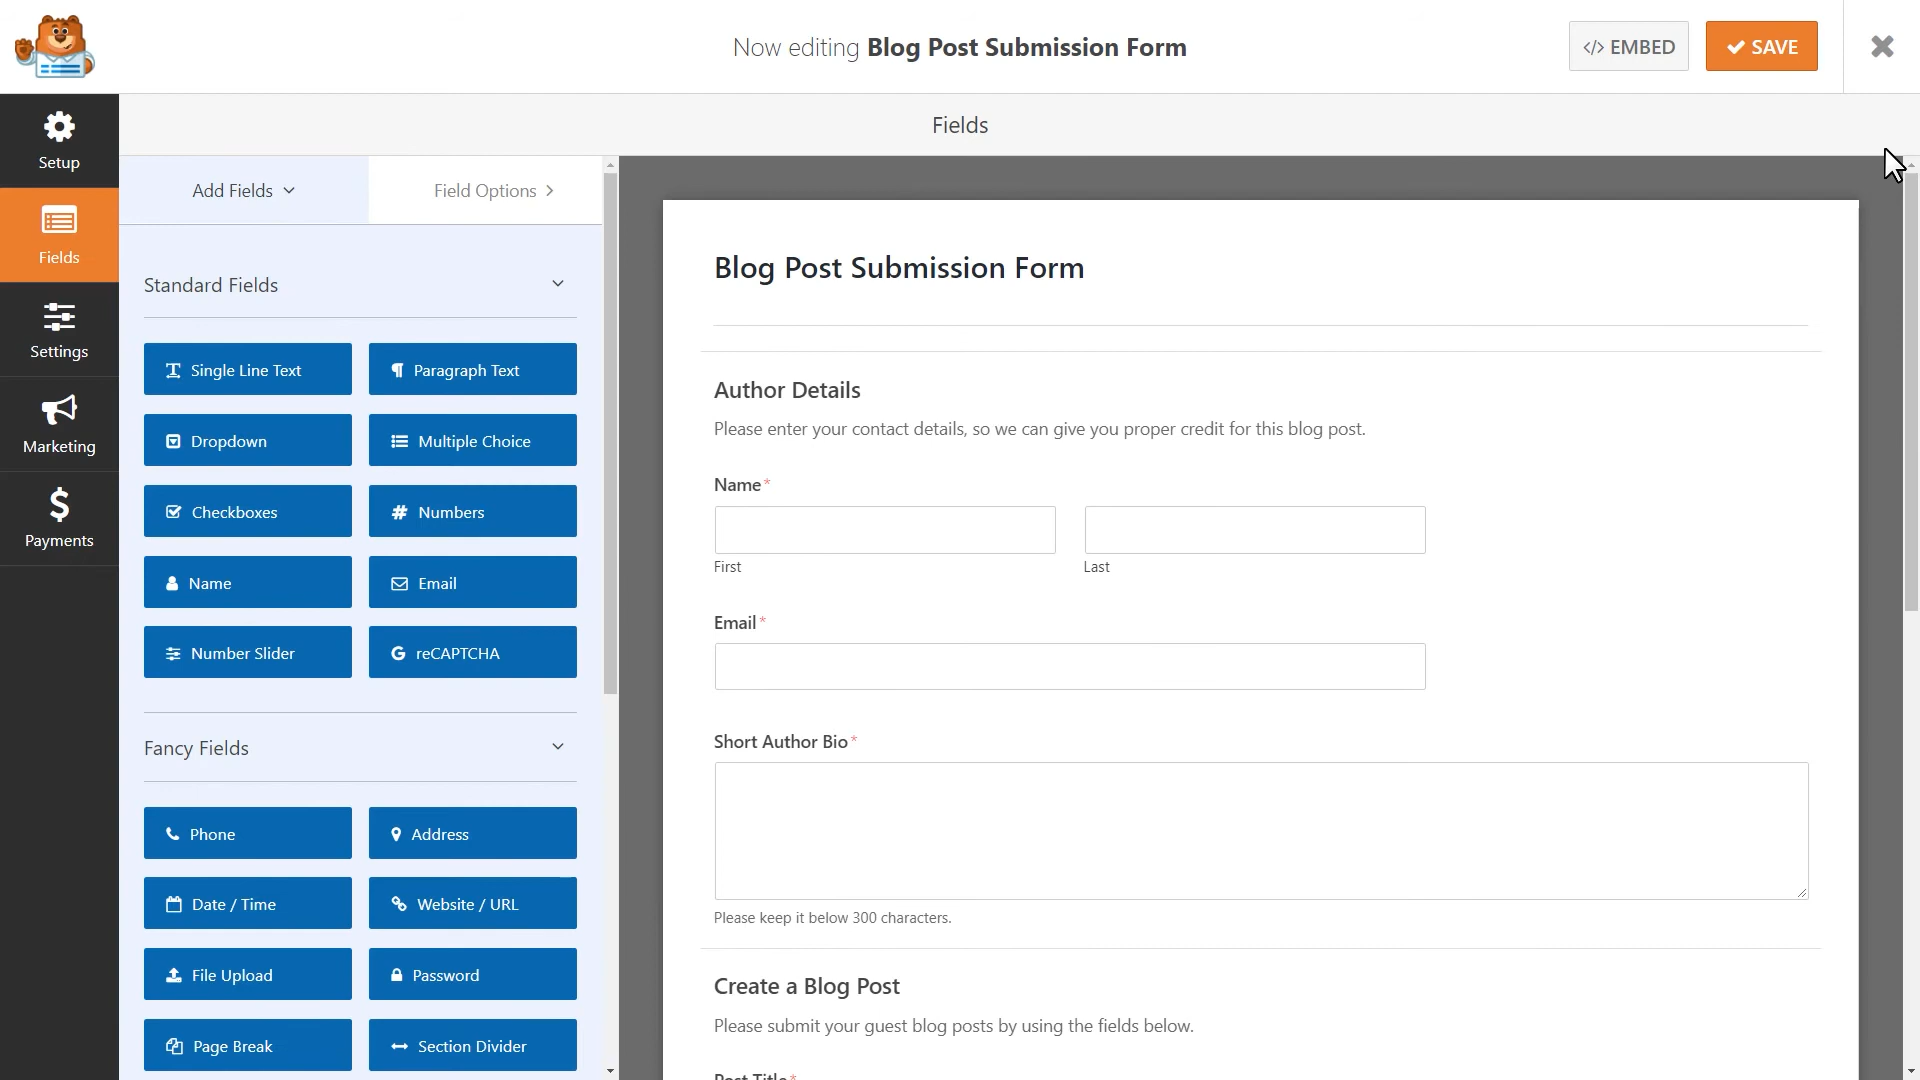 Now editing Blog Post Submission Form
</> EMBED
SAVE
Setup
Fields
Settings
Marketing
Payments
Fields
Add Fields
Field Options
Standard Fields
Single Line Text
Paragraph Text
Dropdown
Multiple Choice
Checkboxes
Numbers
Name
Email
Number Slider
reCAPTCHA
Fancy Fields
Phone
Address
Date / Time
Website / URL
File Upload
Password
Page Break
Section Divider
Blog Post Submission Form
Author Details
Please enter your contact details, so we can give you proper credit for this blog post.
Name*
First
Last
Email*
Short Author Bio*
Please keep it below 300 characters.
Create a Blog Post
Please submit your guest blog posts by using the fields below.
Post Title*